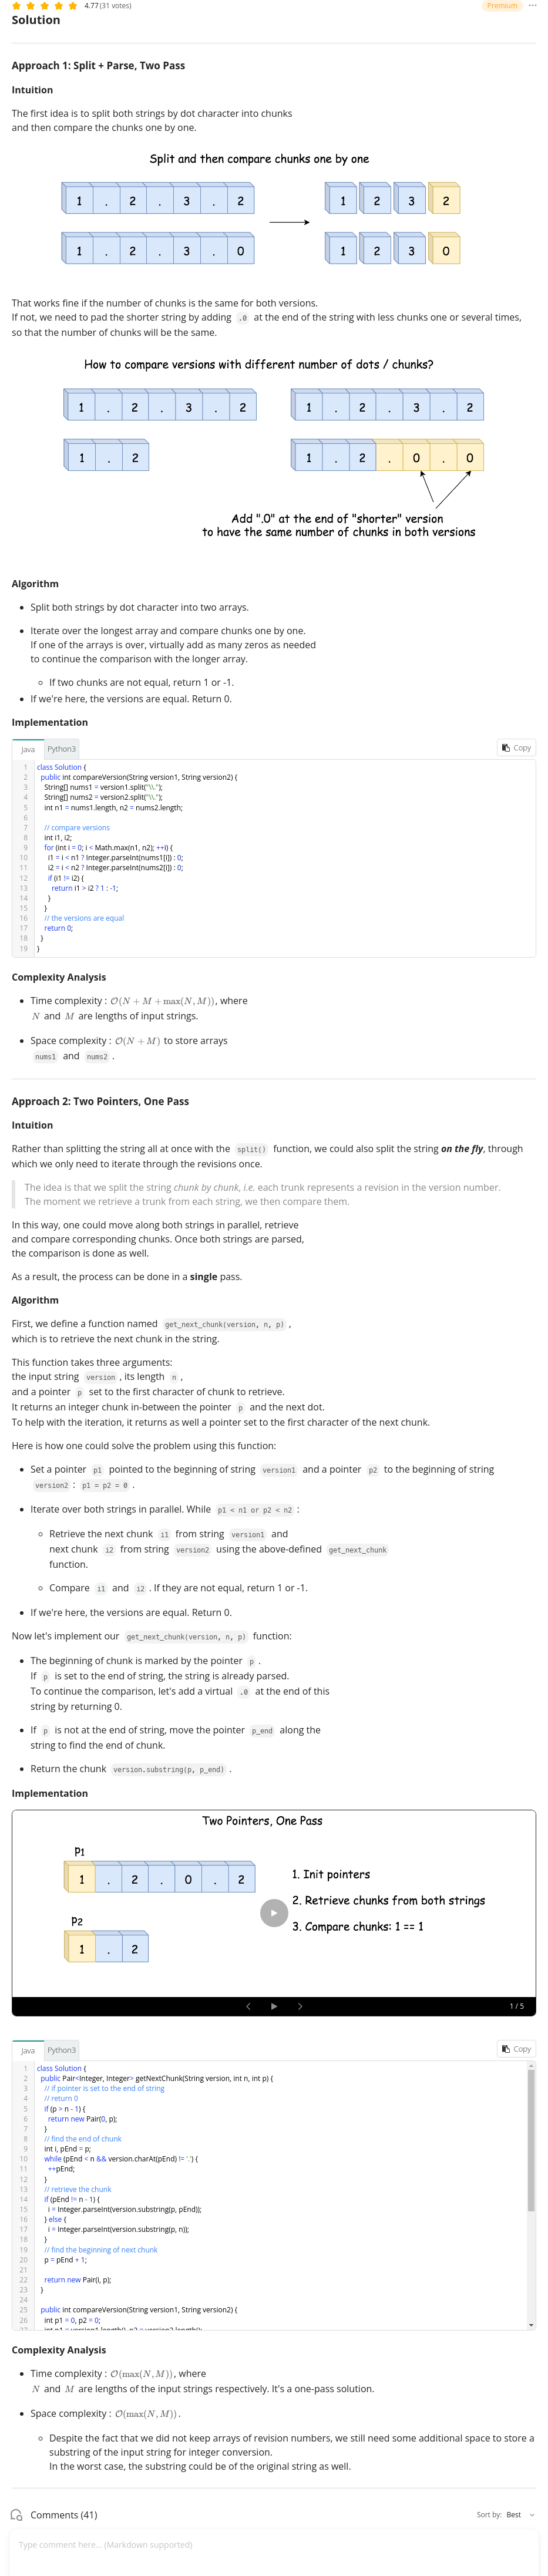 4.77 (31 votes)
Premium
Solution
Approach 1: Split + Parse, Two Pass
Intuition
The first idea is to split both strings by dot character into chunks
and then compare the chunks one by one.
Split and then compare chunks one by one
1 . 2 . 3 . 2
1 2 3 2
1 . 2 . 3 . 0
1 2 3 0
That works fine if the number of chunks is the same for both versions.
If not, we need to pad the shorter string by adding .0 at the end of the string with less chunks one or several times,
so that the number of chunks will be the same.
How to compare versions with different number of dots / chunks?
1 . 2 . 3 . 2
1 . 2 . 3 . 2
1 . 2
1 . 2 . 0 . 0
Add ".0" at the end of "shorter" version
to have the same number of chunks in both versions
Algorithm
• Split both strings by dot character into two arrays.
• Iterate over the longest array and compare chunks one by one.
If one of the arrays is over, virtually add as many zeros as needed
to continue the comparison with the longer array.
◦ If two chunks are not equal, return 1 or -1.
• If we're here, the versions are equal. Return 0.
Implementation
Java Python3 Copy
1 class Solution {
2 public int compareVersion(String version1, String version2) {
3 String[] nums1 = version1.split("\\.");
4 String[] nums2 = version2.split("\\.");
5 int n1 = nums1.length, n2 = nums2.length;
6
7 // compare versions
8 int i1, i2;
9 for (int i = 0; i < Math.max(n1, n2); ++i) {
10 i1 = i < n1 ? Integer.parseInt(nums1[i]) : 0;
11 i2 = i < n2 ? Integer.parseInt(nums2[i]) : 0;
12 if (i1 != i2) {
13 return i1 > i2 ? 1 : -1;
14 }
15 }
16 // the versions are equal
17 return 0;
18 }
19 }
Complexity Analysis
• Time complexity : O(N + M + max(N, M)), where
N and M are lengths of input strings.
• Space complexity : O(N + M) to store arrays
nums1 and nums2 .
Approach 2: Two Pointers, One Pass
Intuition
Rather than splitting the string all at once with the split() function, we could also split the string on the fly, through
which we only need to iterate through the revisions once.
The idea is that we split the string chunk by chunk, i.e. each trunk represents a revision in the version number.
The moment we retrieve a trunk from each string, we then compare them.
In this way, one could move along both strings in parallel, retrieve
and compare corresponding chunks. Once both strings are parsed,
the comparison is done as well.
As a result, the process can be done in a single pass.
Algorithm
First, we define a function named get_next_chunk(version, n, p) ,
which is to retrieve the next chunk in the string.
This function takes three arguments:
the input string version , its length n ,
and a pointer p set to the first character of chunk to retrieve.
It returns an integer chunk in-between the pointer p and the next dot.
To help with the iteration, it returns as well a pointer set to the first character of the next chunk.
Here is how one could solve the problem using this function:
• Set a pointer p1 pointed to the beginning of string version1 and a pointer p2 to the beginning of string
version2 : p1 = p2 = 0 .
• Iterate over both strings in parallel. While p1 < n1 or p2 < n2 :
◦ Retrieve the next chunk i1 from string version1 and
next chunk i2 from string version2 using the above-defined get_next_chunk
function.
◦ Compare i1 and i2 . If they are not equal, return 1 or -1.
• If we're here, the versions are equal. Return 0.
Now let's implement our get_next_chunk(version, n, p) function:
• The beginning of chunk is marked by the pointer p .
If p is set to the end of string, the string is already parsed.
To continue the comparison, let's add a virtual .0 at the end of this
string by returning 0.
• If p is not at the end of string, move the pointer p_end along the
string to find the end of chunk.
• Return the chunk version.substring(p, p_end) .
Implementation
Two Pointers, One Pass
p1
1 . 2 . 0 . 2
p2
1 . 2
1. Init pointers
2. Retrieve chunks from both strings
3. Compare chunks: 1 == 1
1 / 5
Java Python3 Copy
1 class Solution {
2 public Pair<Integer, Integer> getNextChunk(String version, int n, int p) {
3 // if pointer is set to the end of string
4 // return 0
5 if (p > n - 1) {
6 return new Pair(0, p);
7 }
8 // find the end of chunk
9 int i, pEnd = p;
10 while (pEnd < n && version.charAt(pEnd) != '.') {
11 ++pEnd;
12 }
13 // retrieve the chunk
14 if (pEnd != n - 1) {
15 i = Integer.parseInt(version.substring(p, pEnd));
16 } else {
17 i = Integer.parseInt(version.substring(p, n));
18 }
19 // find the beginning of next chunk
20 p = pEnd + 1;
21
22 return new Pair(i, p);
23 }
24
25 public int compareVersion(String version1, String version2) {
26 int p1 = 0, p2 = 0;
Complexity Analysis
• Time complexity : O(max(N, M)), where
N and M are lengths of the input strings respectively. It's a one-pass solution.
• Space complexity : O(max(N, M)).
◦ Despite the fact that we did not keep arrays of revision numbers, we still need some additional space to store a
substring of the input string for integer conversion.
In the worst case, the substring could be of the original string as well.
Comments (41)
Sort by: Best
Type comment here... (Markdown supported)